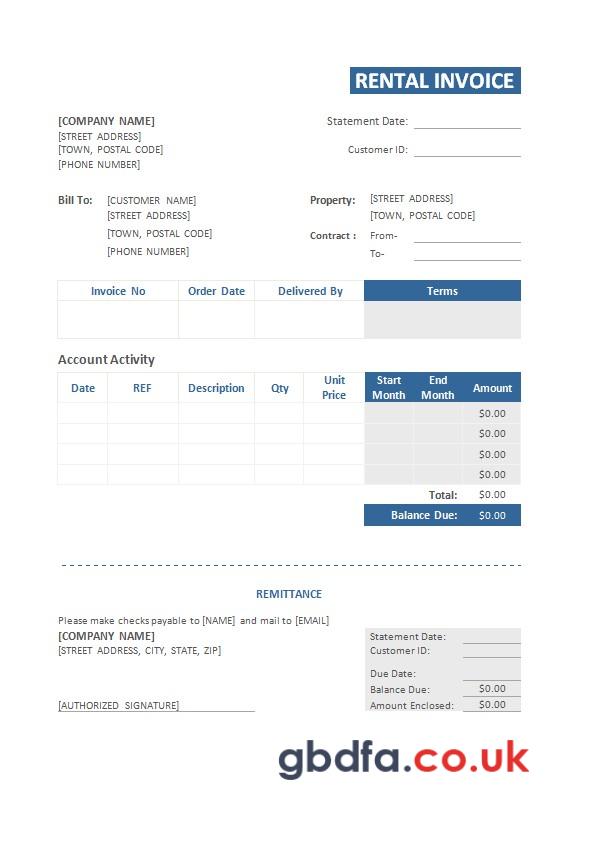 RENTAL INVOICE
[COMPANY NAME]
[STREET ADDRESS]
[TOWN, POSTAL CODE]
[PHONE NUMBER]
Statement Date:
Customer ID:
Bill To: [CUSTOMER NAME]
[STREET ADDRESS]
[TOWN, POSTAL CODE]
[PHONE NUMBER]
Property: [STREET ADDRESS]
[TOWN, POSTAL CODE]
Contract : From-
To-
Invoice No Order Date Delivered By Terms
Account Activity
Date REF Description Qty Unit Price Start Month End Month Amount
$0.00
$0.00
$0.00
$0.00
Total: $0.00
Balance Due: $0.00
REMITTANCE
Please make checks payable to [NAME] and mail to [EMAIL]
[COMPANY NAME]
[STREET ADDRESS, CITY, STATE, ZIP]
[AUTHORIZED SIGNATURE]
Statement Date:
Customer ID:
Due Date:
Balance Due: $0.00
Amount Enclosed: $0.00
gbdfa.co.uk